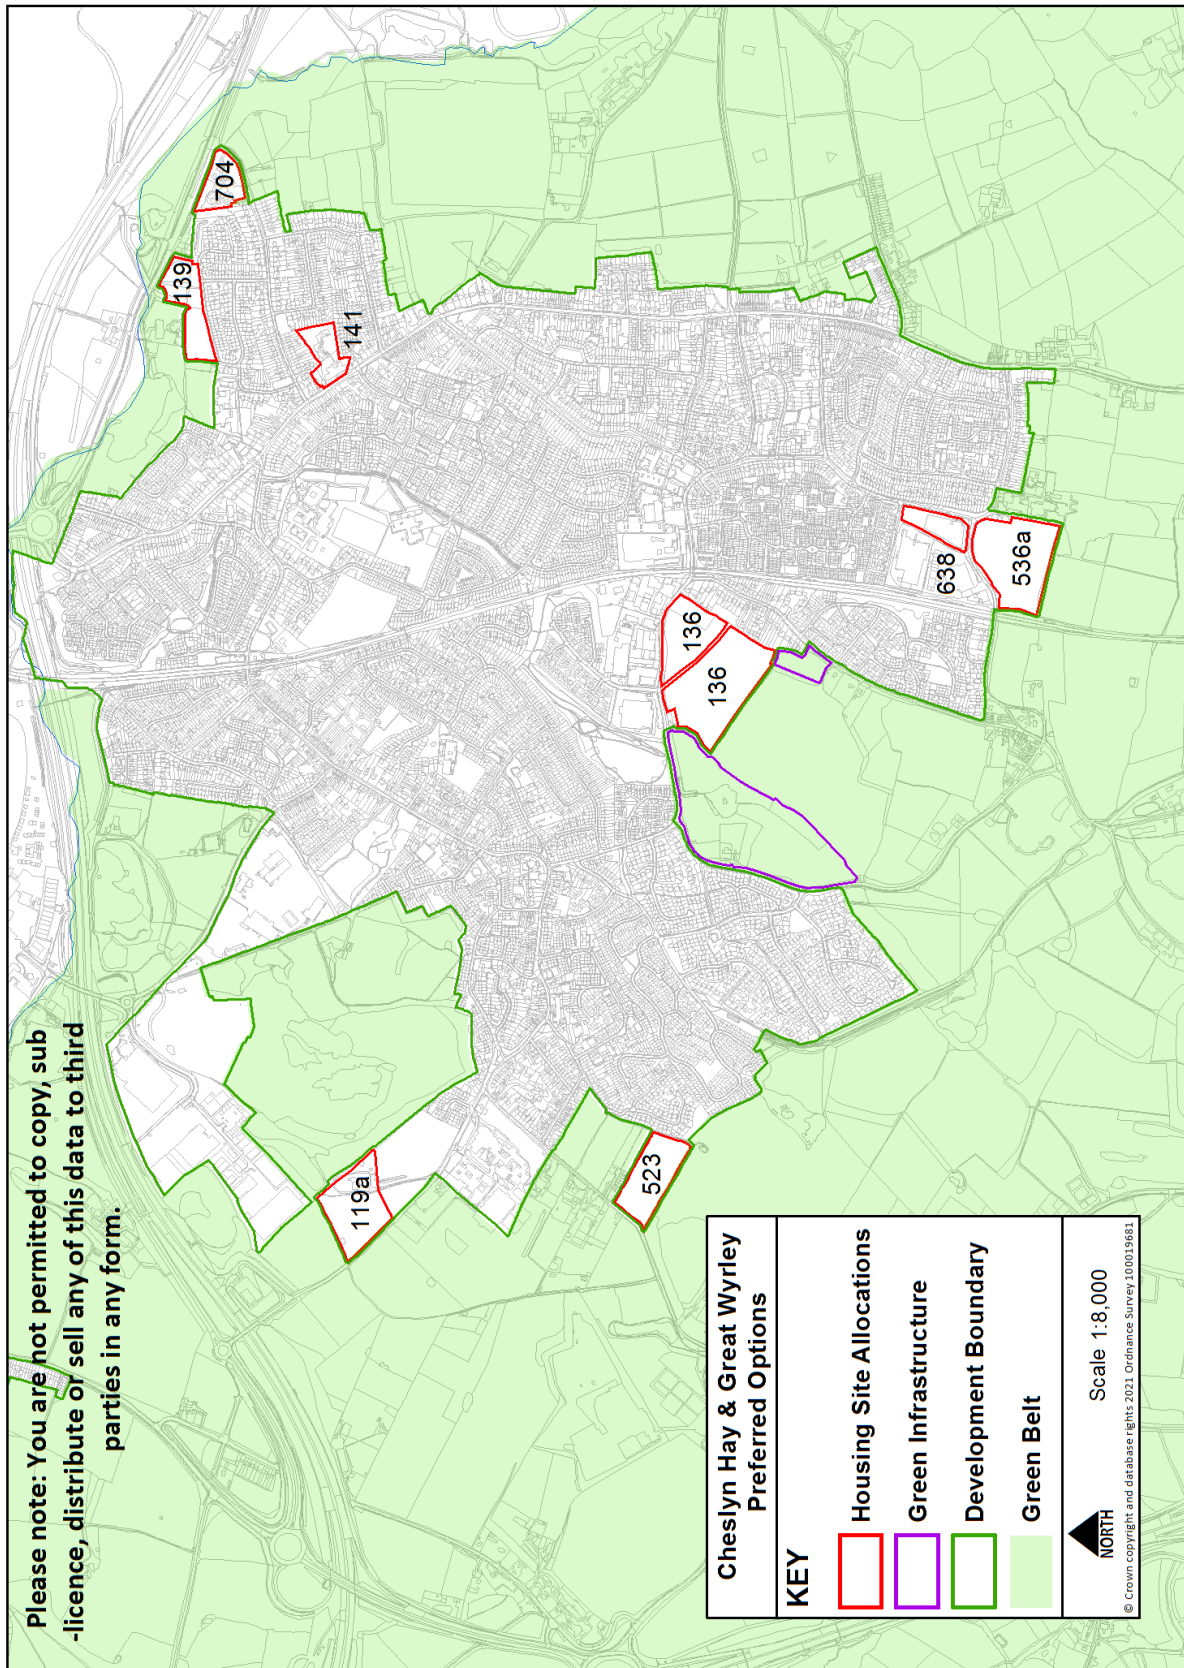 Please note: You are not permitted to copy, sub
-licence, distribute or sell any of this data to third
parties in any form.
704
139
141
119a
136
136
638
536a
523
Cheslyn Hay & Great Wyrley
Preferred Options
KEY
Housing Site Allocations
Green Infrastructure
Development Boundary
Green Belt
NORTH
Scale 1:8,000
© Crown copyright and database rights 2021 Ordnance Survey 100019681